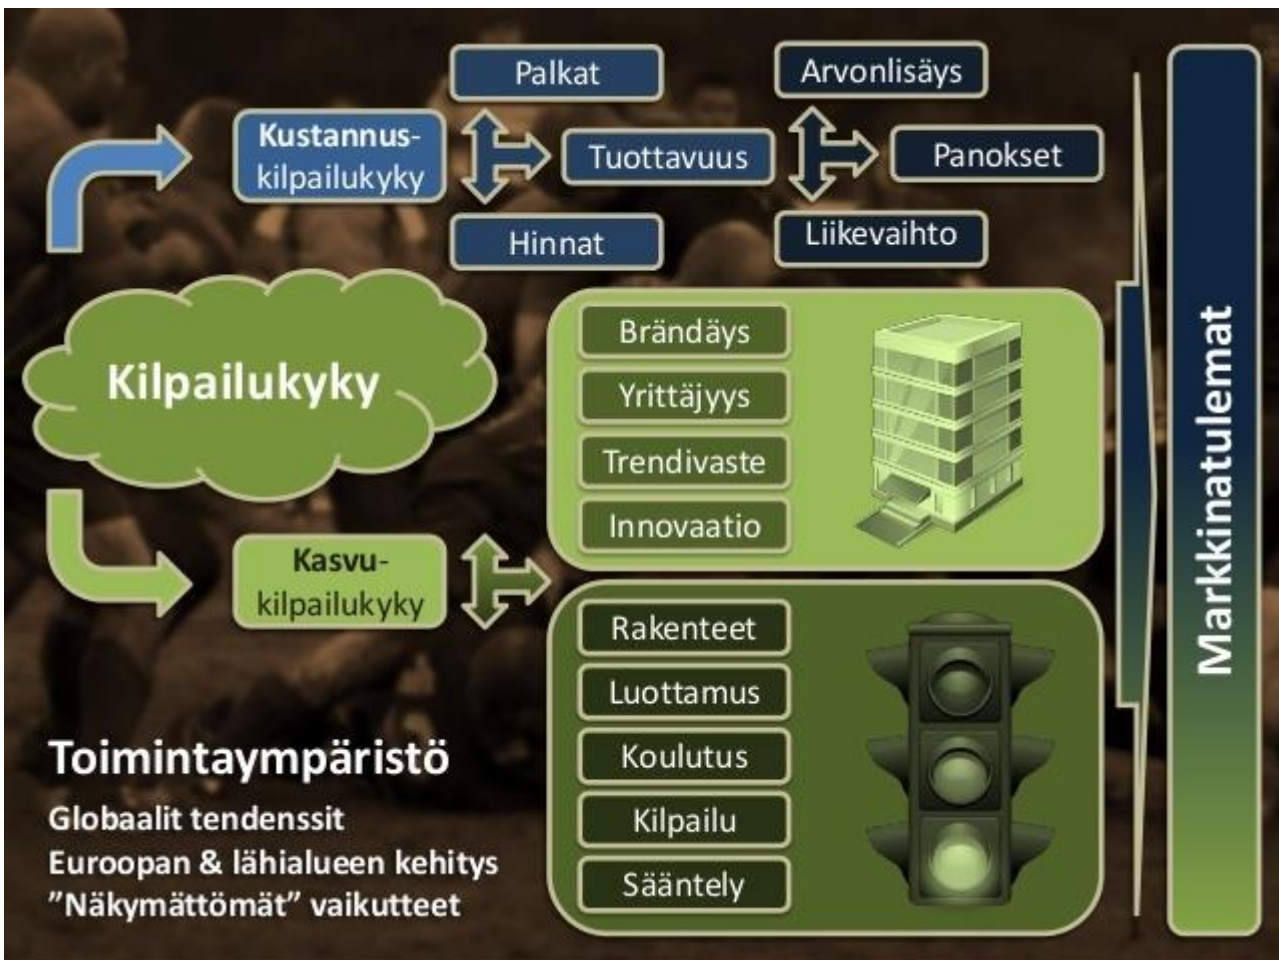 Palkat
Arvonlisäys
Kustannus-
kilpailukyky
Tuottavuus
Panokset
Hinnat
Liikevaihto
Kilpailukyky
Brändäys
Yrittäjyys
Trendivaste
Innovaatio
Kasvu-
kilpailukyky
Rakenteet
Luottamus
Koulutus
Kilpailu
Sääntely
Toimintaympäristö
Globaalit tendenssit
Euroopan & lähialueen kehitys
”Näkymättömät” vaikutteet
Markkinatulemat